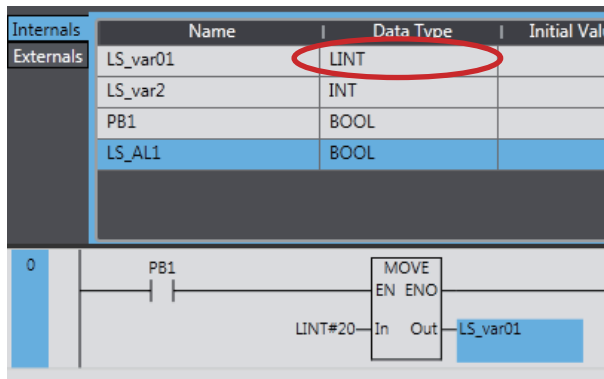 Internals
Externals
Name Data Type Initial Val
LS_var01 LINT
LS_var2 INT
PB1 BOOL
LS_AL1 BOOL
0
PB1 MOVE
EN ENO
LINT#20 In Out LS_var01